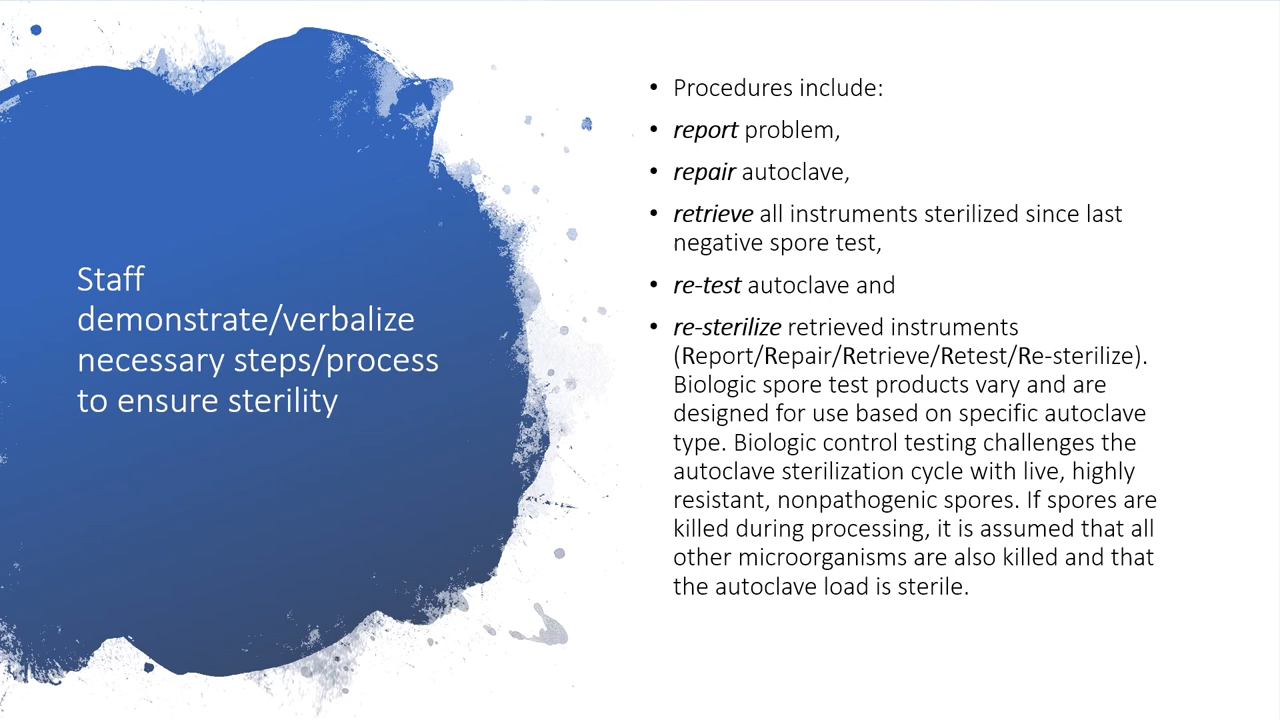 Staff
demonstrate/verbalize
necessary steps/process
to ensure sterility
• Procedures include:
• report problem,
• repair autoclave,
• retrieve all instruments sterilized since last
negative spore test,
• re-test autoclave and
• re-sterilize retrieved instruments
(Report/Repair/Retrieve/Retest/Re-sterilize).
Biologic spore test products vary and are
designed for use based on specific autoclave
type. Biologic control testing challenges the
autoclave sterilization cycle with live, highly
resistant, nonpathogenic spores. If spores are
killed during processing, it is assumed that all
other microorganisms are also killed and that
the autoclave load is sterile.